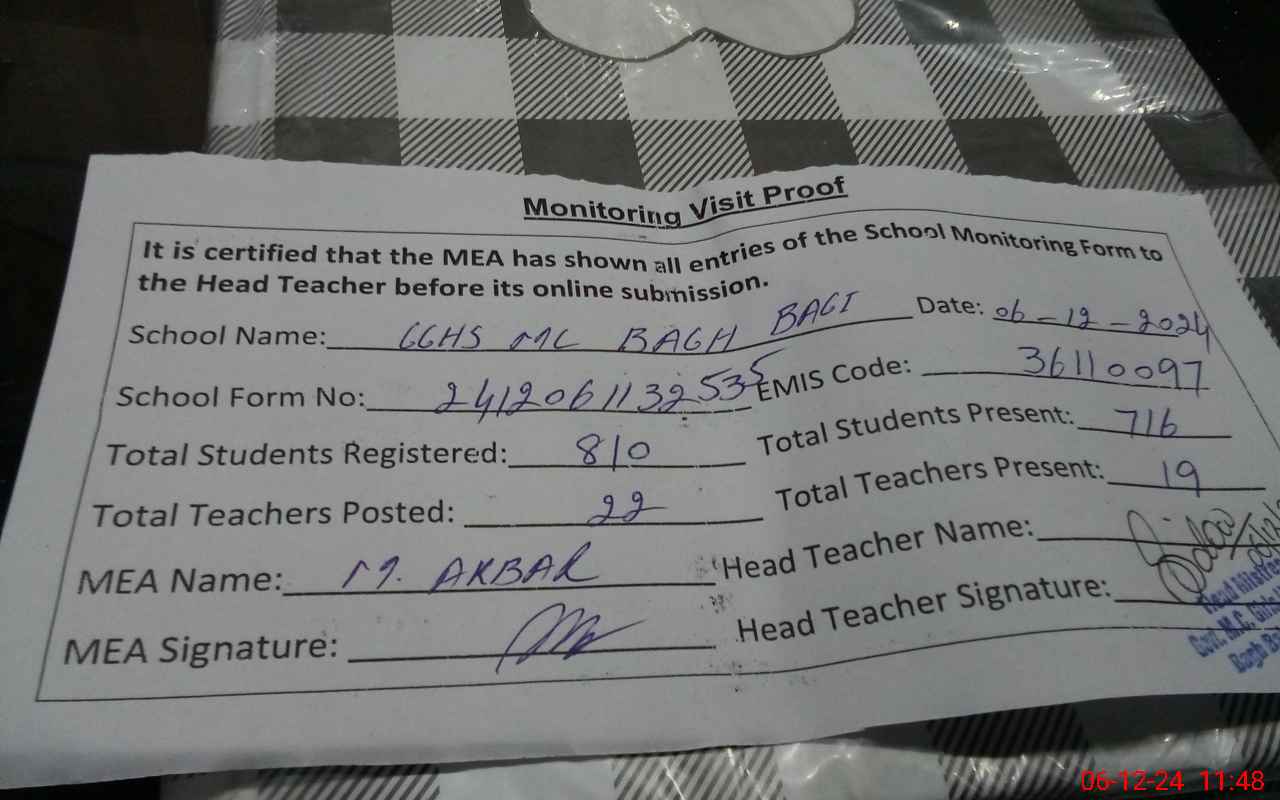 Monitoring Visit Proof
It is certified that the MEA has shown all entries of the School Monitoring Form to
the Head Teacher before its online submission.
School Name: GGHS MC BAGH BAGI Date: 06-12-2024
School Form No: 2412061132535 EMIS Code: 36110097
Total Students Registered: 810 Total Students Present: 716
Total Teachers Posted: 22 Total Teachers Present: 19
MEA Name: M. AKBAR Head Teacher Name:
MEA Signature: Head Teacher Signature:
Govt. M.C.
06-12-24 11:48